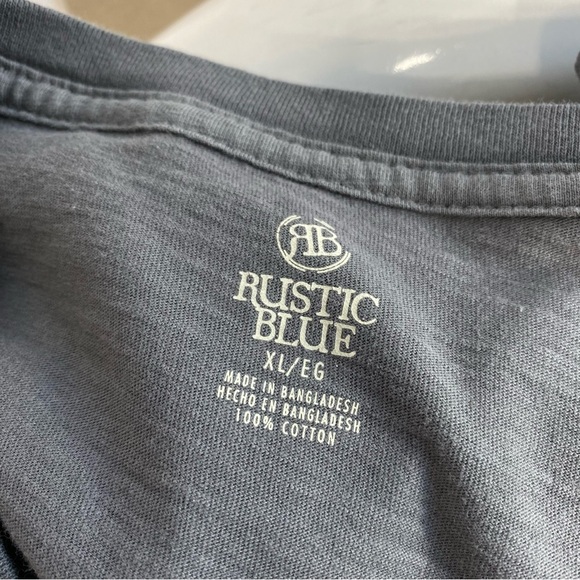 RB
RUSTIC
BLUE
XL/EG
MADE IN BANGLADESH
HECHO EN BANGLADESH
100% COTTON